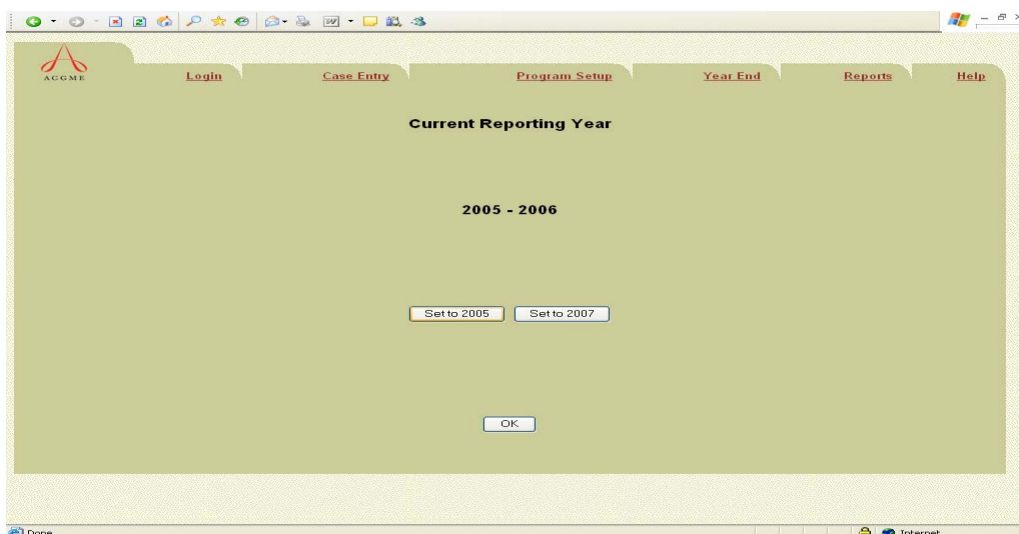 ACGME
Login Case Entry Program Setup Year End Reports Help
Current Reporting Year
2005 - 2006
Set to 2005 Set to 2007
OK
Done Internet